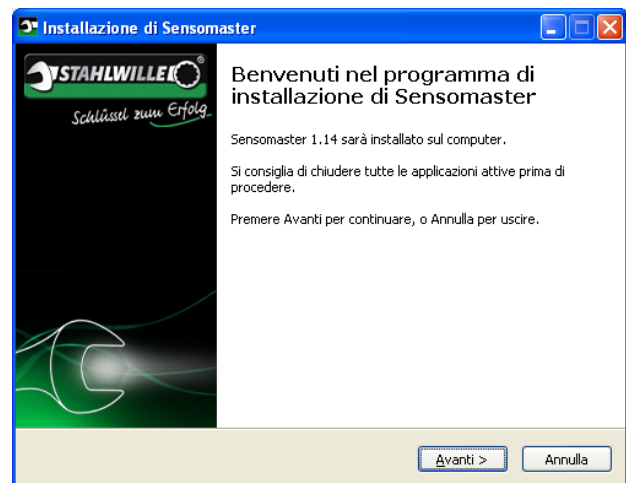 Installazione di Sensomaster
STAHLWILLE
Schlüssel zum Erfolg.
Benvenuti nel programma di
installazione di Sensomaster
Sensomaster 1.14 sarà installato sul computer.
Si consiglia di chiudere tutte le applicazioni attive prima di
procedere.
Premere Avanti per continuare, o Annulla per uscire.
Avanti >
Annulla